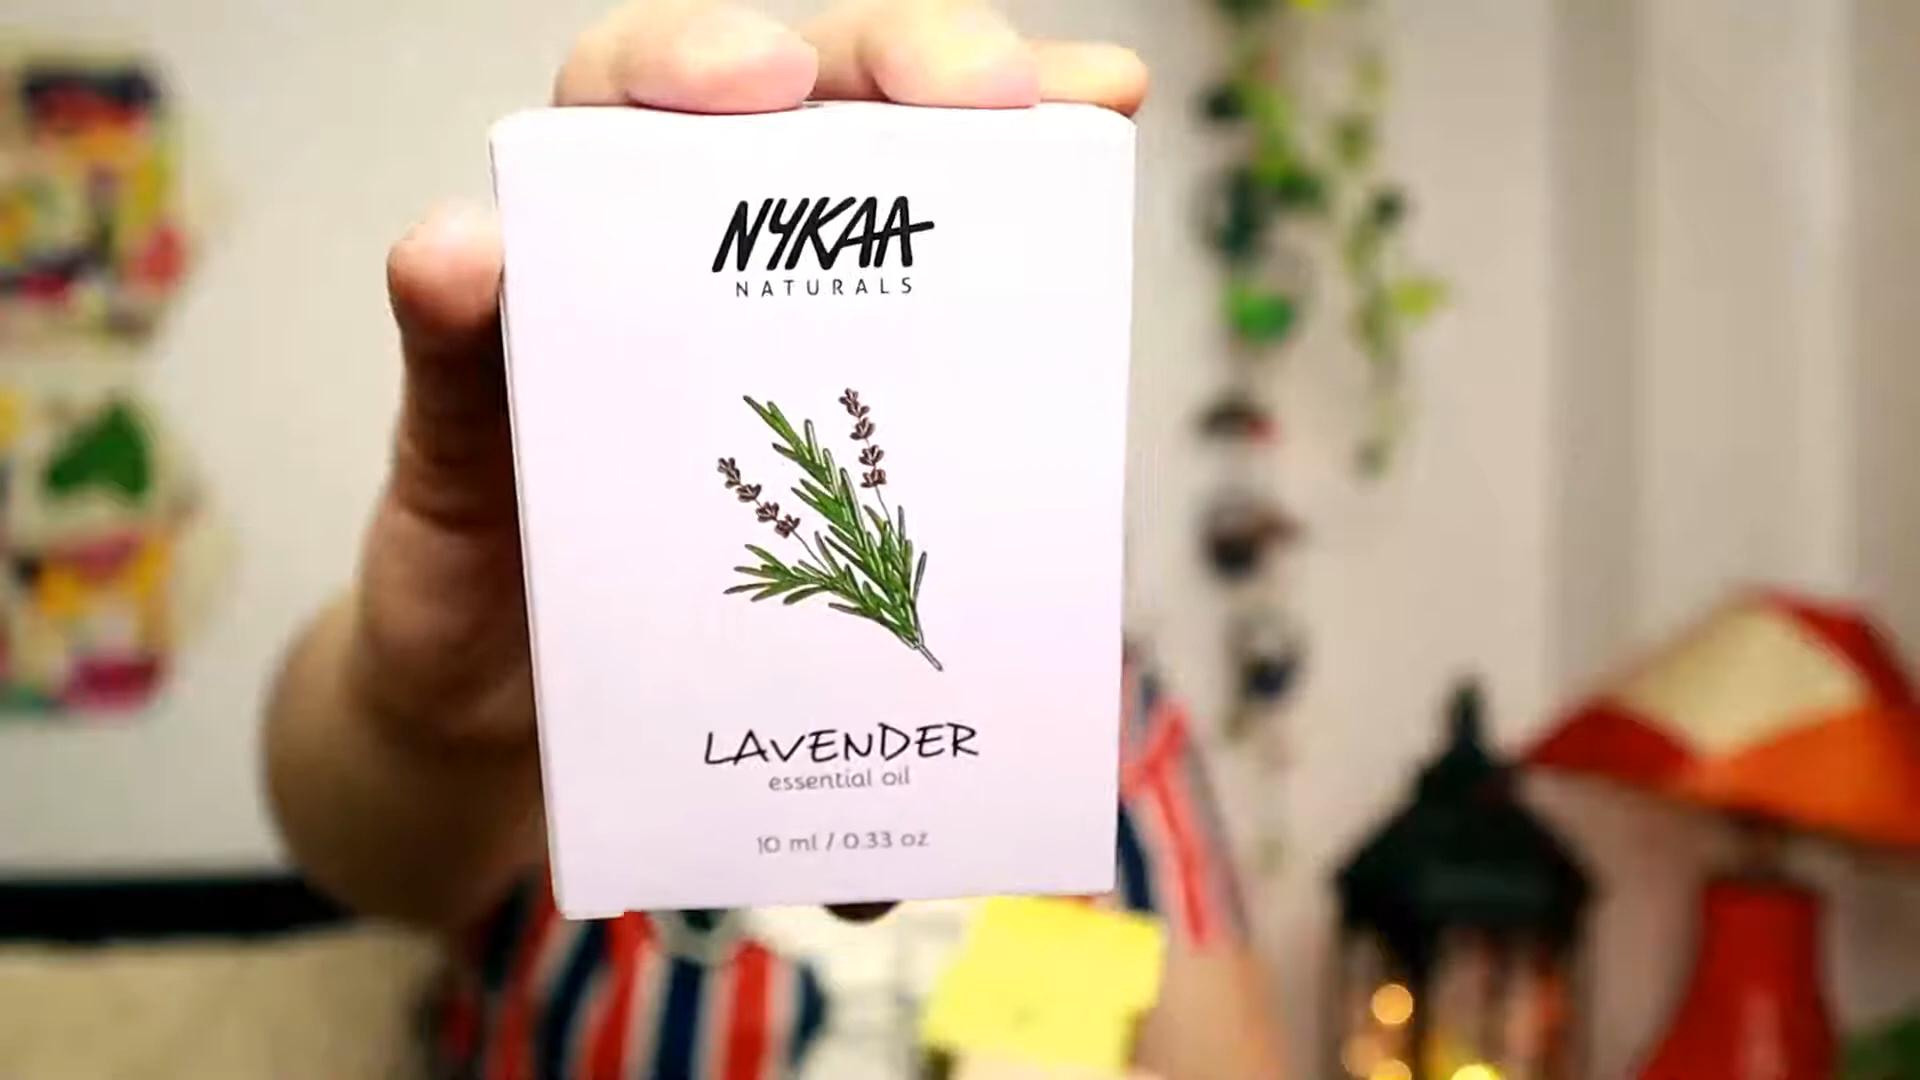 NYKAA
NATURALS
LAVENDER
essential oil
10 ml / 0.33 oz